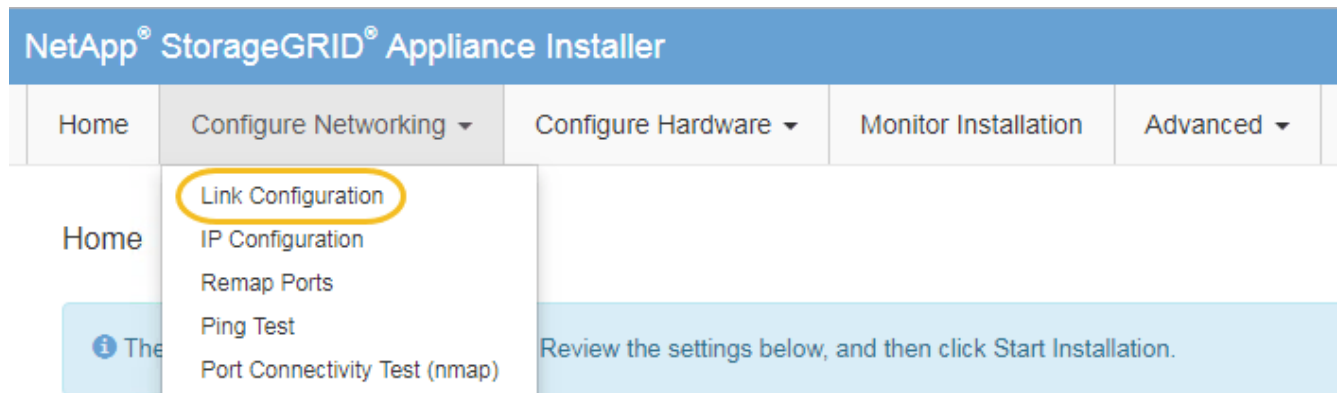 NetApp® StorageGRID® Appliance Installer
Home Configure Networking Configure Hardware Monitor Installation Advanced
Link Configuration
Home
IP Configuration
Remap Ports
Ping Test
The Review the settings below, and then click Start Installation.
Port Connectivity Test (nmap)